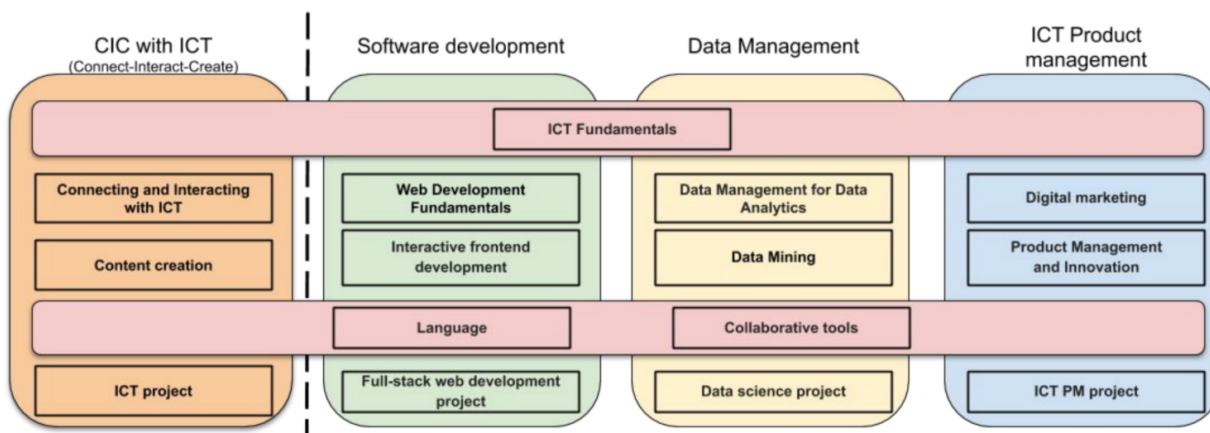 CIC with ICT
(Connect-Interact-Create)
Software development
Data Management
ICT Product
management
ICT Fundamentals
Connecting and Interacting
with ICT
Web Development
Fundamentals
Data Management for Data
Analytics
Digital marketing
Content creation
Interactive frontend
development
Data Mining
Product Management
and Innovation
Language
Collaborative tools
ICT project
Full-stack web development
project
Data science project
ICT PM project